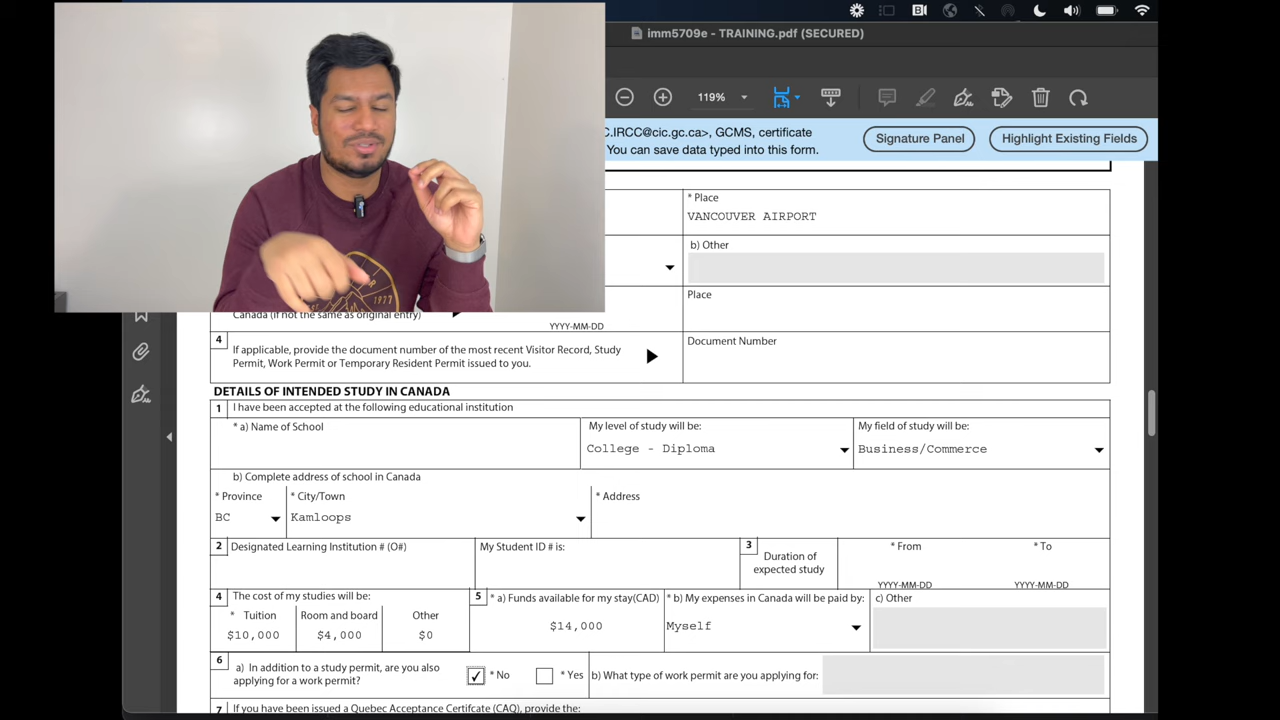 imm5709e - TRAINING.pdf (SECURED)
119%
C.IRCC@cic.gc.ca>, GCMS, certificate
You can save data typed into this form.
Signature Panel
Highlight Existing Fields
* Place
VANCOUVER AIRPORT
b) Other
Canada (if not the same as original entry)
YYYY-MM-DD
Place
4
If applicable, provide the document number of the most recent Visitor Record, Study
Permit, Work Permit or Temporary Resident Permit issued to you.
Document Number
DETAILS OF INTENDED STUDY IN CANADA
1
I have been accepted at the following educational institution
* a) Name of School
My level of study will be:
College - Diploma
My field of study will be:
Business/Commerce
b) Complete address of school in Canada
* Province
BC
* City/Town
Kamloops
* Address
2
Designated Learning Institution # (O#)
My Student ID # is:
3
Duration of
expected study
* From
YYYY-MM-DD
* To
YYYY-MM-DD
4
The cost of my studies will be:
* Tuition
$10,000
Room and board
$4,000
Other
$0
5
* a) Funds available for my stay(CAD)
$14,000
* b) My expenses in Canada will be paid by:
Myself
c) Other
6
a) In addition to a study permit, are you also
applying for a work permit?
* No
* Yes
b) What type of work permit are you applying for:
7
If you have been issued a Quebec Acceptance Certifcate (CAQ), provide the:
1977